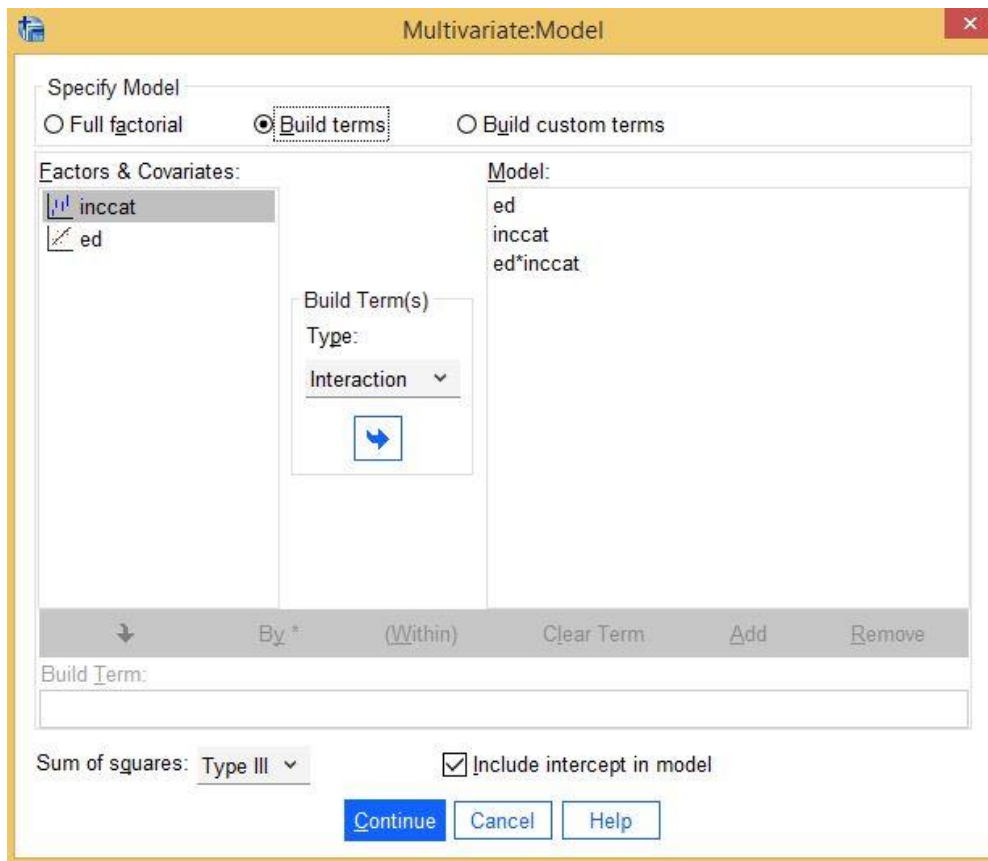 Multivariate:Model
Specify Model
Full factorial Build terms Build custom terms
Factors & Covariates: Model:
inccat
ed
ed
inccat
ed*inccat
Build Term(s)
Type:
Interaction
By * (Within) Clear Term Add Remove
Build Term:
Sum of squares: Type III Include intercept in model
Continue Cancel Help